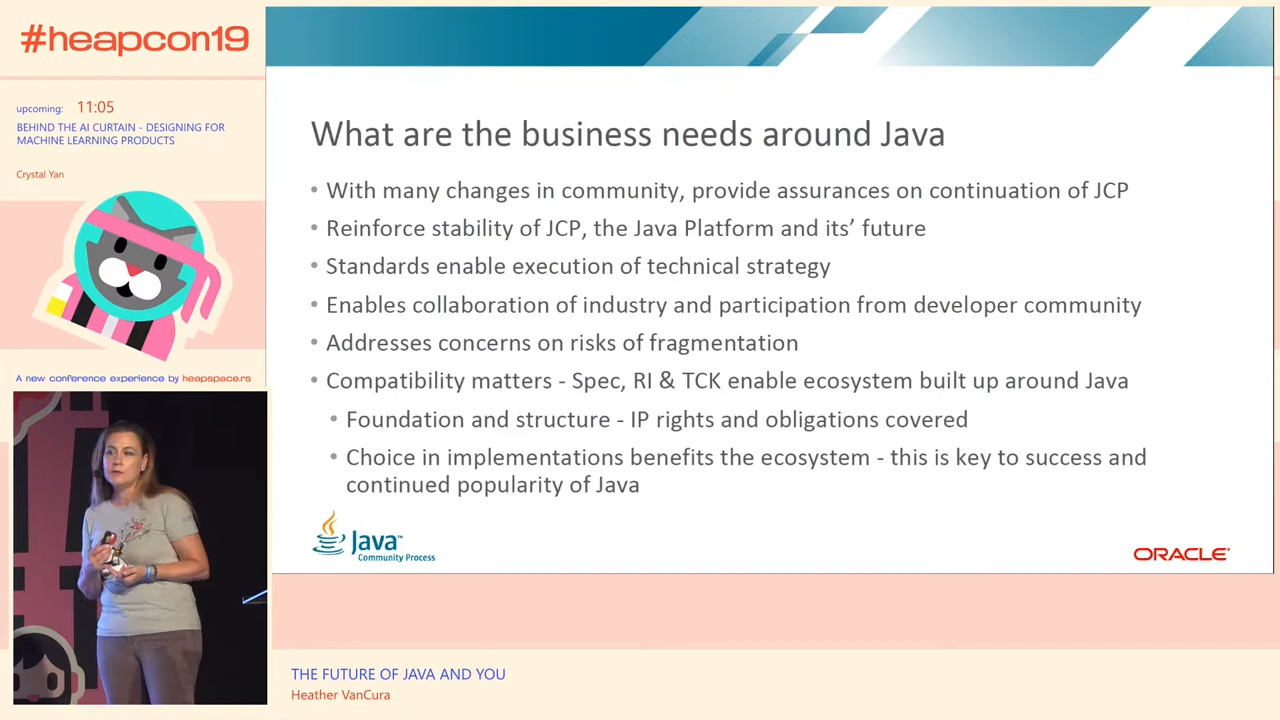 #heapcon19
upcoming: 11:05
BEHIND THE AI CURTAIN - DESIGNING FOR
MACHINE LEARNING PRODUCTS
Crystal Yan
A new conference experience by heapspace.rs
What are the business needs around Java
• With many changes in community, provide assurances on continuation of JCP
• Reinforce stability of JCP, the Java Platform and its’ future
• Standards enable execution of technical strategy
• Enables collaboration of industry and participation from developer community
• Addresses concerns on risks of fragmentation
• Compatibility matters - Spec, RI & TCK enable ecosystem built up around Java
• Foundation and structure - IP rights and obligations covered
• Choice in implementations benefits the ecosystem - this is key to success and
continued popularity of Java
Java™
Community Process
ORACLE®
THE FUTURE OF JAVA AND YOU
Heather VanCura